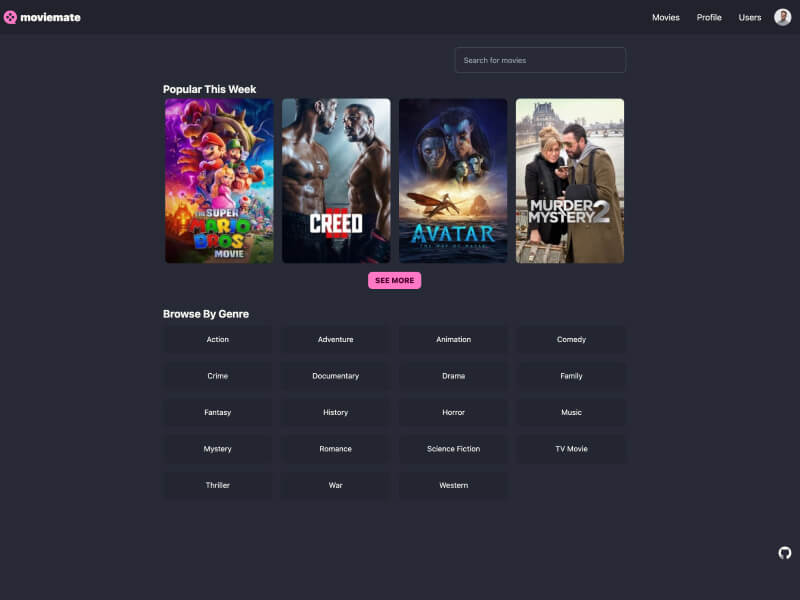 moviemate
Movies Profile Users
Search for movies
Popular This Week
THE SUPER
MARIO
BROS
MOVIE
CREED
III
AVATAR
THE WAY OF WATER
MURDER
MYSTERY 2
SEE MORE
Browse By Genre
Action Adventure Animation Comedy
Crime Documentary Drama Family
Fantasy History Horror Music
Mystery Romance Science Fiction TV Movie
Thriller War Western